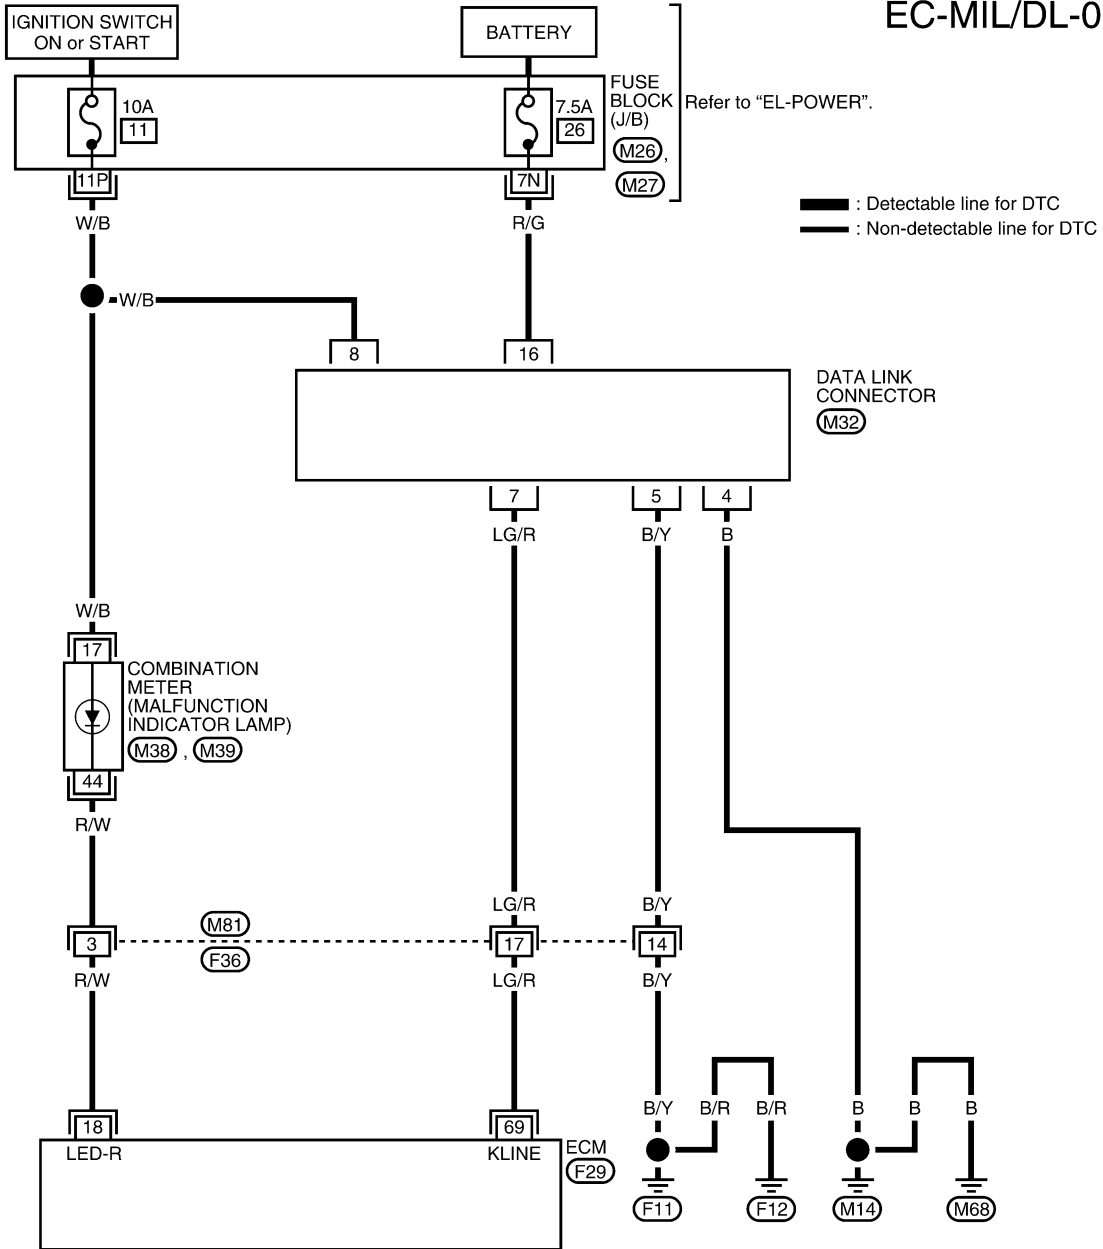 EC-MIL/DL-0
IGNITION SWITCH
ON or START
BATTERY
10A
11
7.5A
26
FUSE
BLOCK
(J/B)
M26 ,
M27
Refer to “EL-POWER”.
11P
7N
W/B
R/G
: Detectable line for DTC
: Non-detectable line for DTC
W/B
8
16
DATA LINK
CONNECTOR
M32
7
5
4
LG/R
B/Y
B
W/B
17
COMBINATION
METER
(MALFUNCTION
INDICATOR LAMP)
M38 , M39
44
R/W
LG/R
B/Y
M81
3
17
14
F36
R/W
LG/R
B/Y
B/Y
B/R
B/R
B
B
B
18
69
LED-R
KLINE
ECM
F29
F11
F12
M14
M68